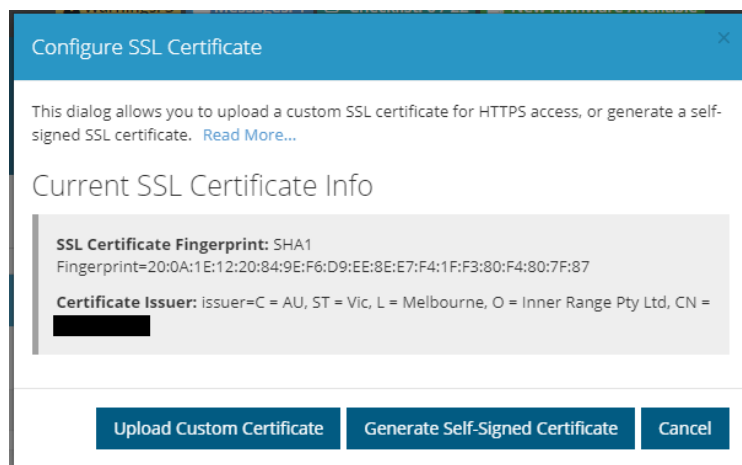 Configure SSL Certificate
This dialog allows you to upload a custom SSL certificate for HTTPS access, or generate a self-
signed SSL certificate. Read More...
Current SSL Certificate Info
SSL Certificate Fingerprint: SHA1
Fingerprint=20:0A:1E:12:20:84:9E:F6:D9:EE:8E:E7:F4:1F:F3:80:F4:80:7F:87
Certificate Issuer: issuer=C = AU, ST = Vic, L = Melbourne, O = Inner Range Pty Ltd, CN =
Upload Custom Certificate Generate Self-Signed Certificate Cancel